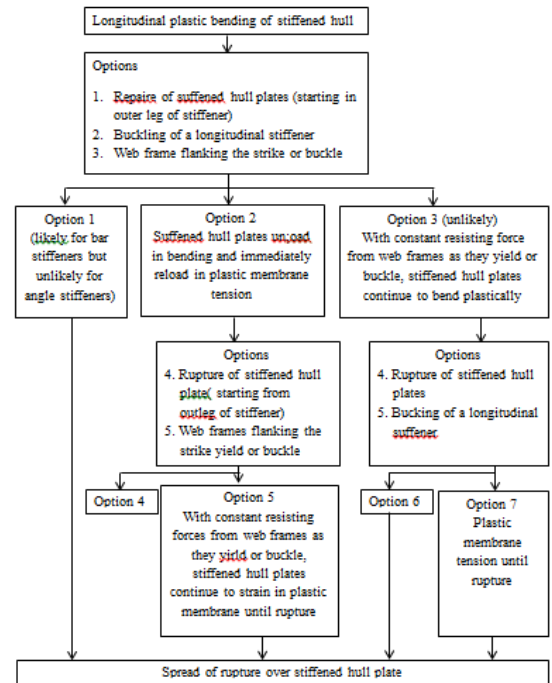 Longitudinal plastic bending of stiffened hull
Options
1. Repaire of suffened hull plates (starting in
outer leg of stiffener)
2. Buckling of a longitudinal stiffener
3. Web frame flanking the strike or buckle
Option 1
(likely for bar
stiffeners but
unlikely for
angle stiffeners)
Option 2
Suffened hull plates un;oad
in bending and immediately
reload in plastic membrane
tension
Option 3 (unlikely)
With constant resisting force
from web frames as they yield or
buckle, stiffened hull plates
continue to bend plastically
Options
4. Rupture of stiffened hull
plate( starting from
outleg of stiffener)
5. Web frames flanking the
strike yield or buckle
Options
4. Rupture of stiffened hull
plates
5. Bucking of a longitudinal
suffener
Option 4
Option 5
With constant resisting
forces from web frames as
they yirld or buckle,
stiffened hull plates
continue to strain in plastic
membrane until rupture
Option 6
Option 7
Plastic
membrane
tension until
rupture
Spread of rupture over stiffened hull plate